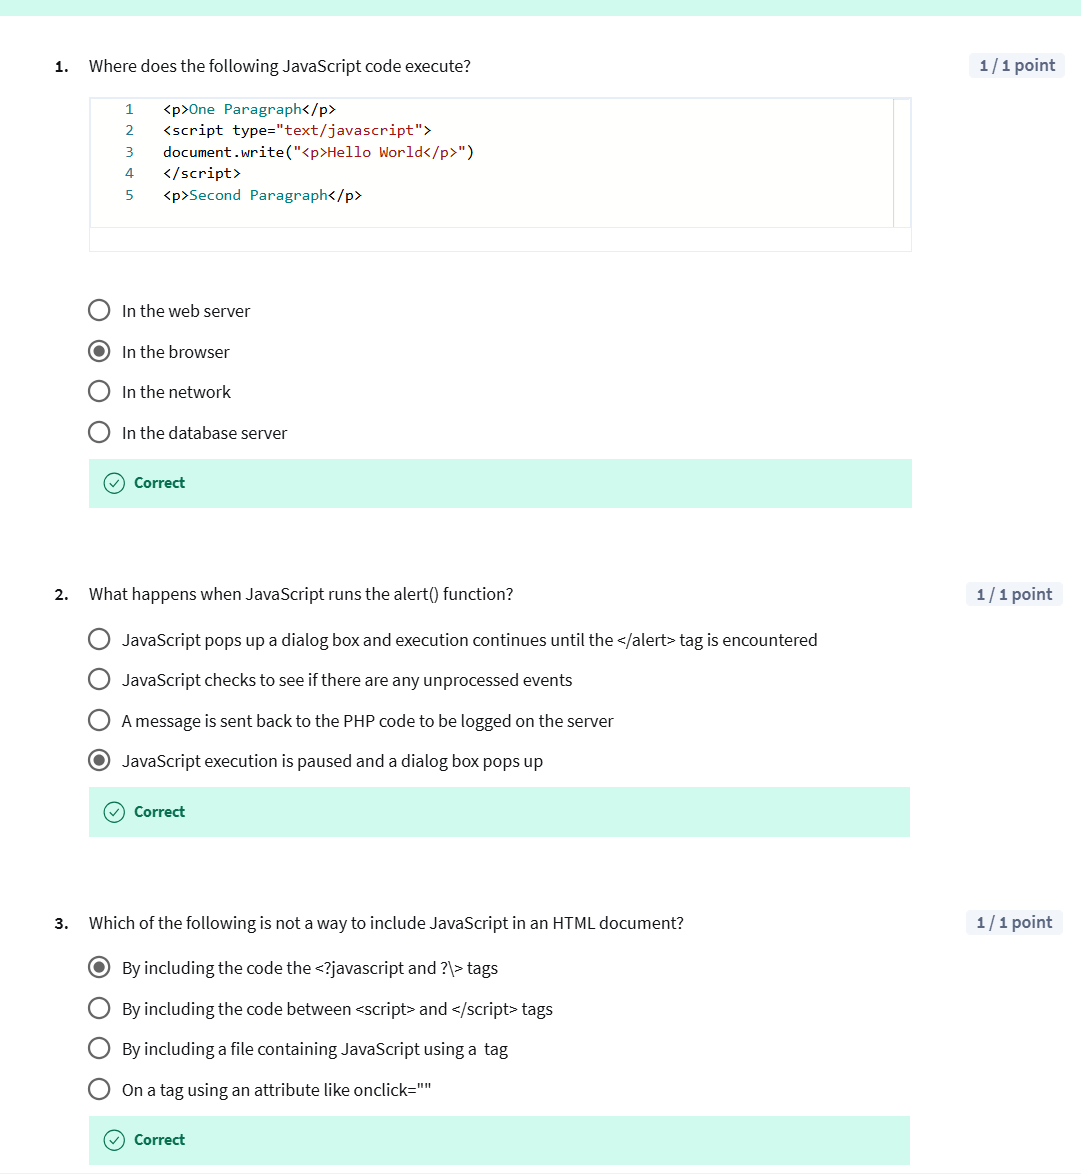 1. Where does the following JavaScript code execute? 1 / 1 point
1 <p>One Paragraph</p>
2 <script type="text/javascript">
3 document.write("<p>Hello World</p>")
4 </script>
5 <p>Second Paragraph</p>
In the web server
In the browser
In the network
In the database server
Correct
2. What happens when JavaScript runs the alert() function? 1 / 1 point
JavaScript pops up a dialog box and execution continues until the </alert> tag is encountered
JavaScript checks to see if there are any unprocessed events
A message is sent back to the PHP code to be logged on the server
JavaScript execution is paused and a dialog box pops up
Correct
3. Which of the following is not a way to include JavaScript in an HTML document? 1 / 1 point
By including the code the <?javascript and ?\> tags
By including the code between <script> and </script> tags
By including a file containing JavaScript using a tag
On a tag using an attribute like onclick=""
Correct